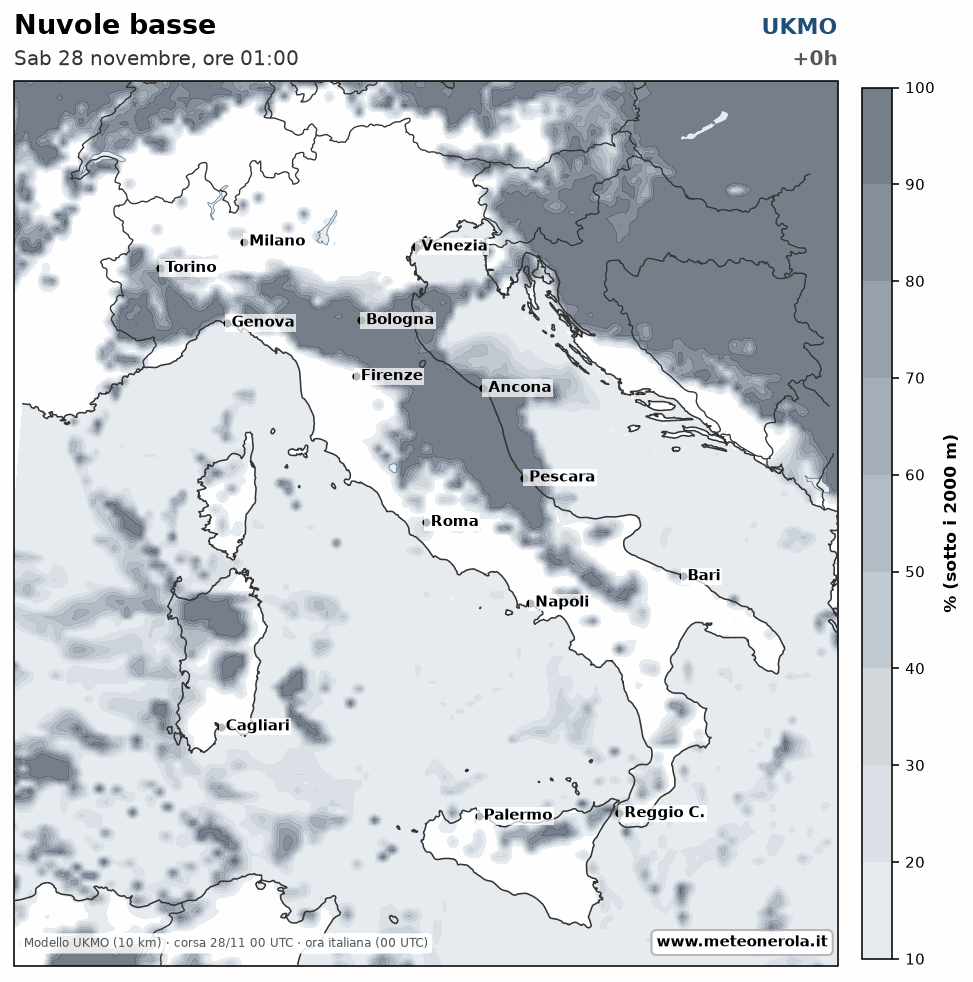 Nuvole basse
UKMO
Sab 28 novembre, ore 01:00
+0h
100
90
80
70
60
50
40
30
20
10
% (sotto i 2000 m)
Milano
Venezia
Torino
Genova
Bologna
Firenze
Ancona
Pescara
Roma
Bari
Napoli
Cagliari
Palermo
Reggio C.
Modello UKMO (10 km) · corsa 28/11 00 UTC · ora italiana (00 UTC)
www.meteonerola.it